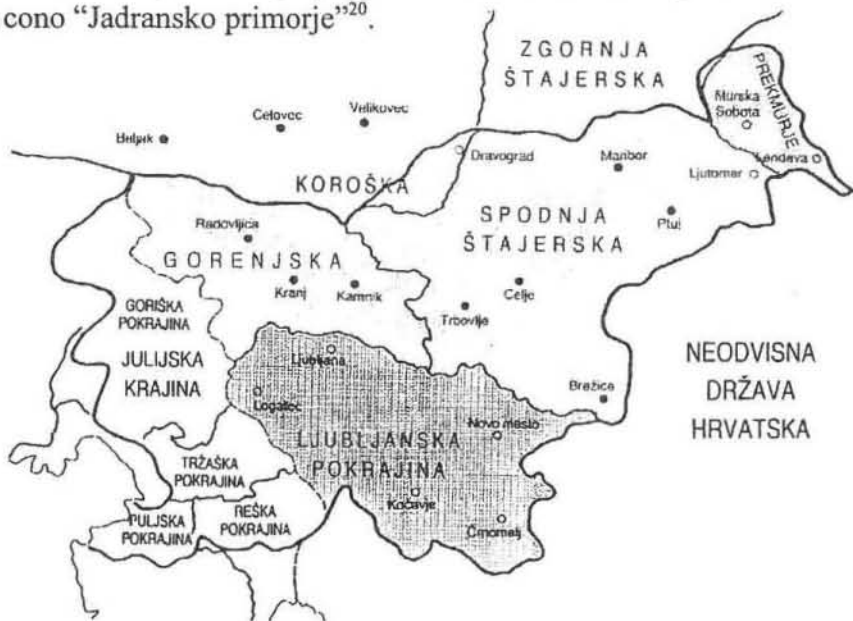 cono “Jadransko primorje”20.
ZGORNJA
ŠTAJERSKA
PREKMURJE
Murska
Sobota
Celovec
Velikovec
Beljak
Dravograd
Maribor
Lendava
Ljutomer
KOROŠKA
Radovljica
SPODNJA
ŠTAJERSKA
Ptuj
GORENJSKA
Kranj
Kamnik
Celje
Trbovlje
GORIŠKA
POKRAJINA
JULIJSKA
KRAJINA
Ljubljana
Logatec
Brežice
NEODVISNA
DRŽAVA
HRVATSKA
Novo mesto
LJUBLJANSKA
POKRAJINA
TRŽAŠKA
POKRAJINA
Kočevje
PULJSKA
POKRAJINA
REŠKA
POKRAJINA
Črnomelj